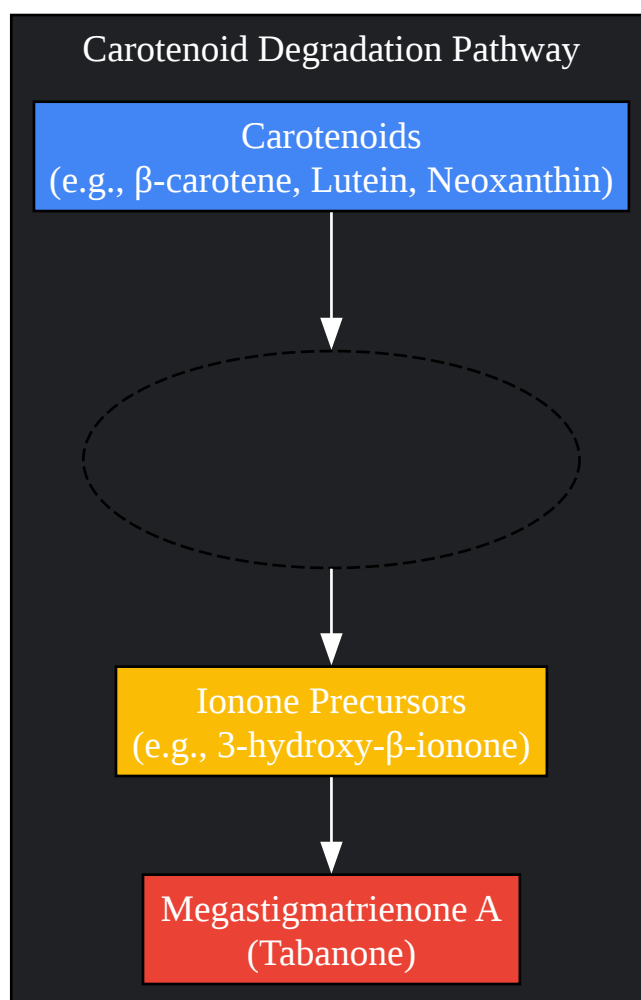 Carotenoid Degradation Pathway
Carotenoids
(e.g., β-carotene, Lutein, Neoxanthin)
Ionone Precursors
(e.g., 3-hydroxy-β-ionone)
Megastigmatrienone A
(Tabanone)